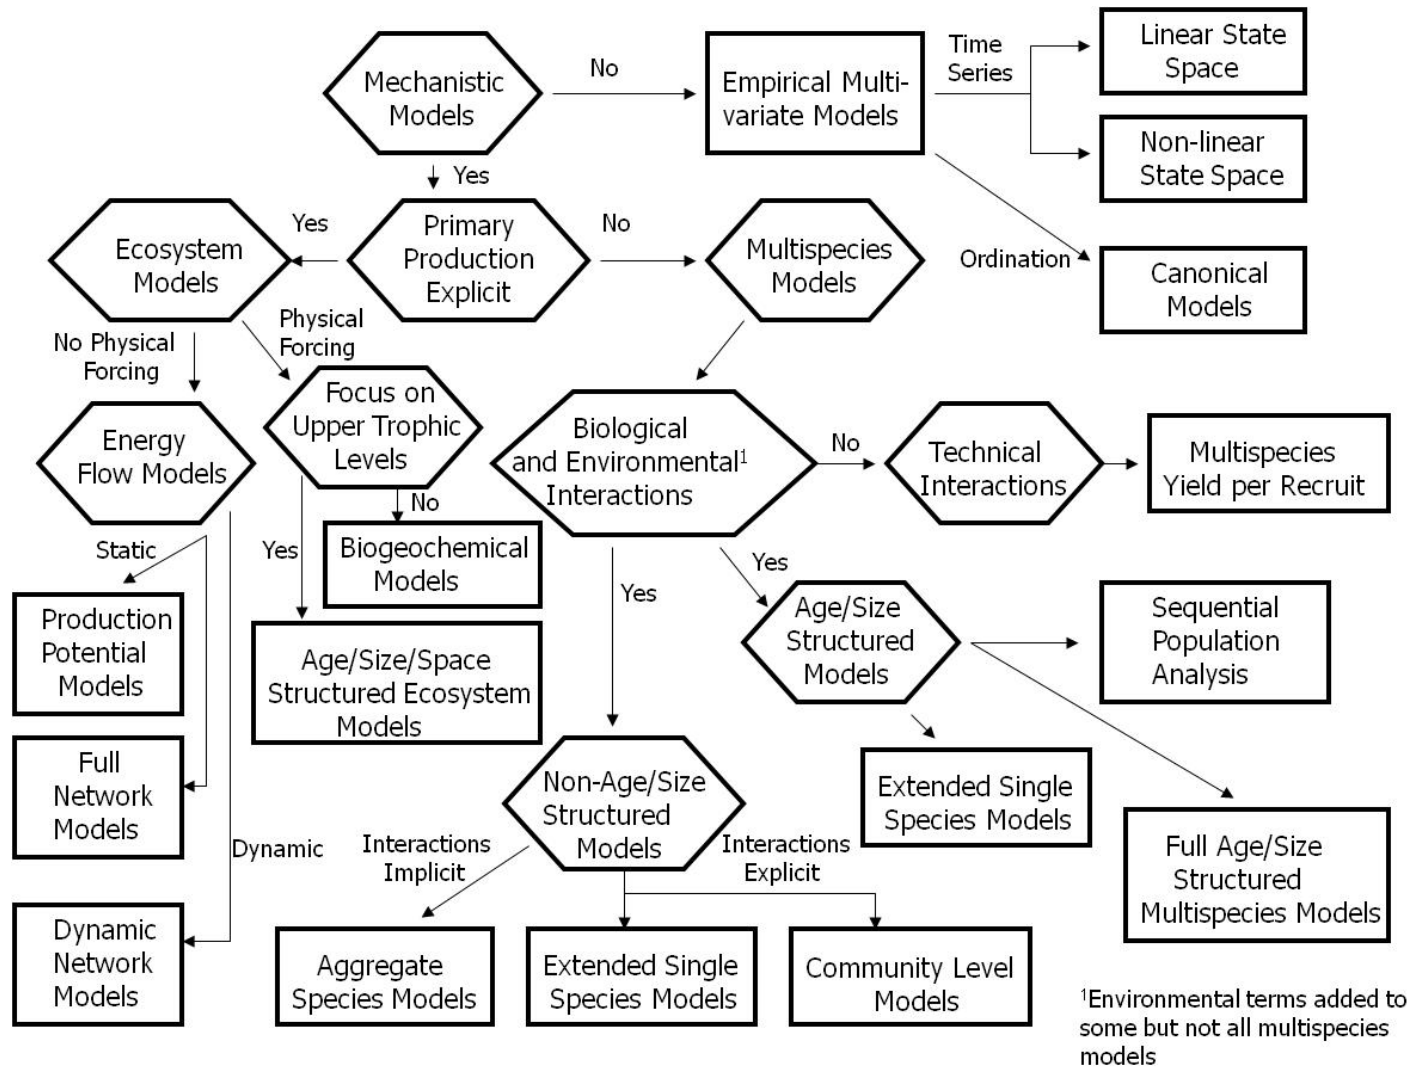 Mechanistic
Models
No
Empirical Multi-
variate Models
Time
Series
Linear State
Space
Non-linear
State Space
Ordination
Canonical
Models
Yes
Primary
Production
Explicit
Yes
Ecosystem
Models
No
Multispecies
Models
No Physical
Forcing
Physical
Forcing
Energy
Flow Models
Focus on
Upper Trophic
Levels
Biological
and Environmental¹
Interactions
No
Technical
Interactions
Multispecies
Yield per Recruit
Static
Yes
No
Biogeochemical
Models
Yes
Yes
Production
Potential
Models
Age/Size/Space
Structured Ecosystem
Models
Age/Size
Structured
Models
Sequential
Population
Analysis
Full
Network
Models
Dynamic
Non-Age/Size
Structured
Models
Extended Single
Species Models
Full Age/Size
Structured
Multispecies Models
Interactions
Implicit
Interactions
Explicit
Dynamic
Network
Models
Aggregate
Species Models
Extended Single
Species Models
Community Level
Models
¹Environmental terms added to
some but not all multispecies
models